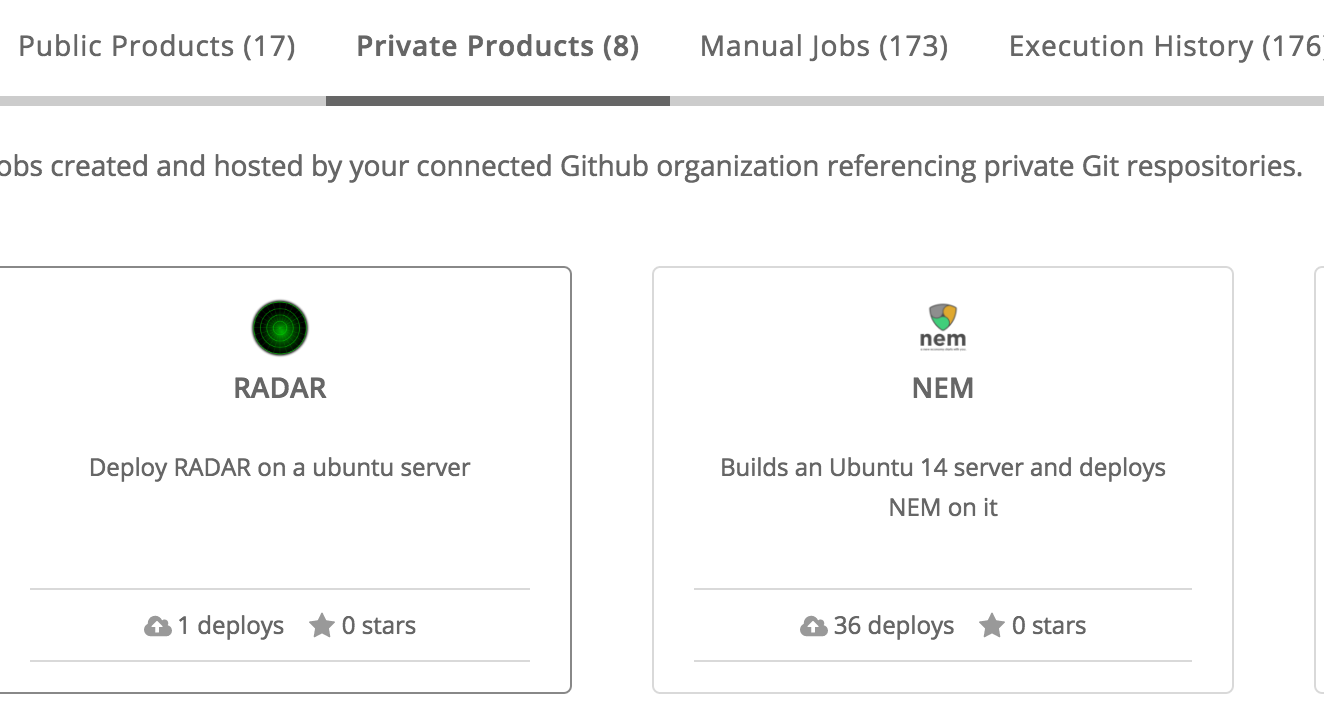 Public Products (17) Private Products (8) Manual Jobs (173) Execution History (176)
obs created and hosted by your connected Github organization referencing private Git respositories.
nem
RADAR
NEM
Deploy RADAR on a ubuntu server
Builds an Ubuntu 14 server and deploys
NEM on it
1 deploys 0 stars
36 deploys 0 stars